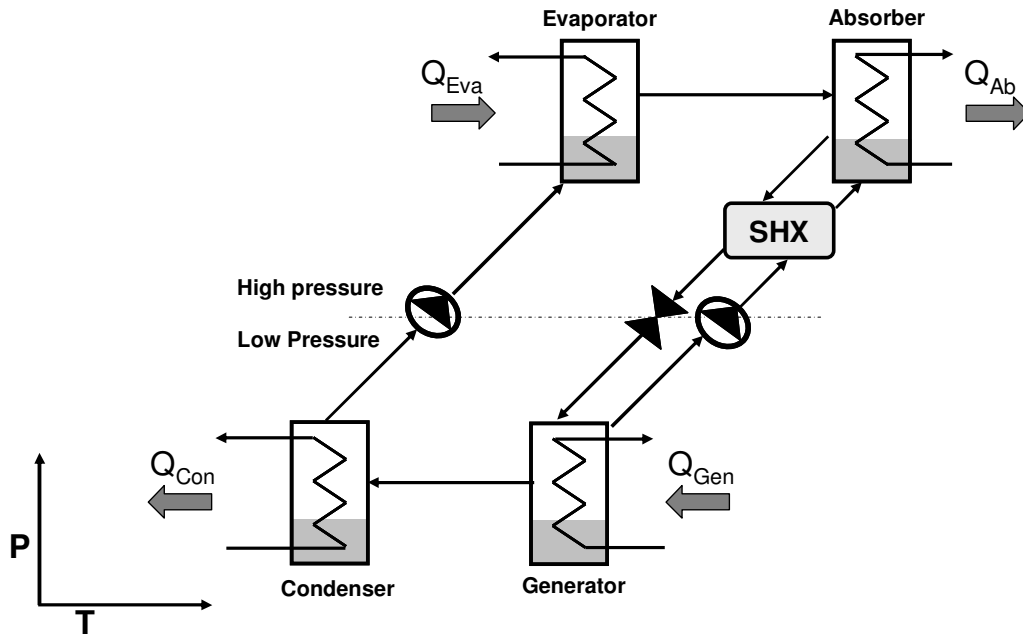 Evaporator
Absorber
Q_Eva
Q_Ab
SHX
High pressure
Low Pressure
Q_Con
Q_Gen
P
Condenser
Generator
T